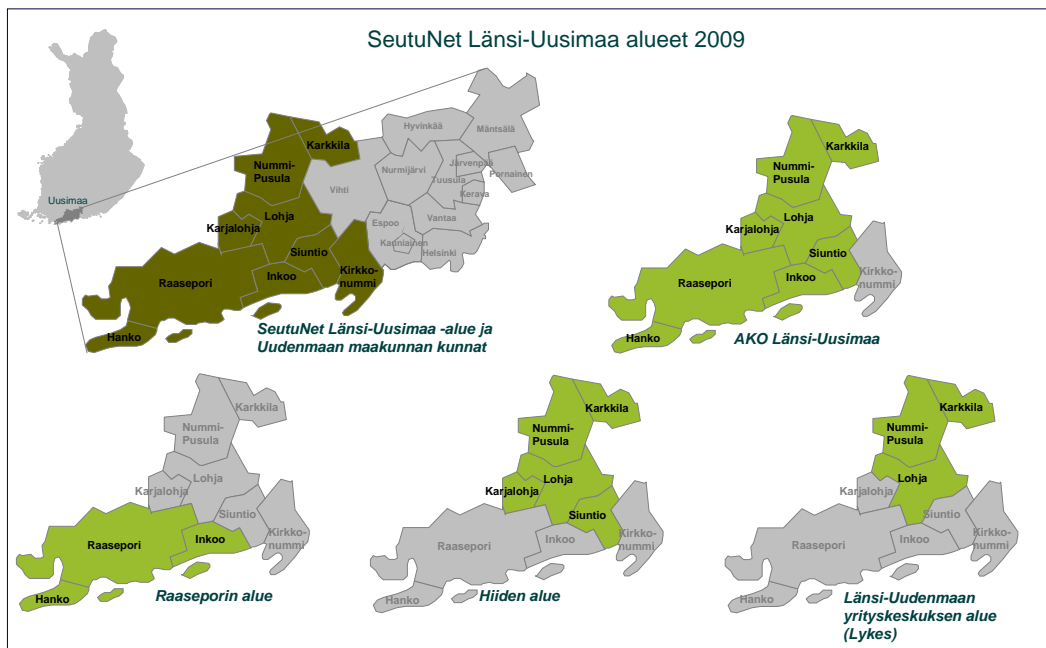 SeutuNet Länsi-Uusimaa alueet 2009
Uusimaa
Karkkila
Nummi-
Pusula
Lohja
Karjalohja
Siuntio
Inkoo
Kirkko-
nummi
Raasepori
Hanko
Hyvinkää
Mäntsälä
Järvenpää
Nurmijärvi
Tuusula
Pornainen
Kerava
Vihti
Espoo
Vantaa
Kauniainen
Helsinki
SeutuNet Länsi-Uusimaa -alue ja
Uudenmaan maakunnan kunnat
Karkkila
Nummi-
Pusula
Lohja
Karjalohja
Siuntio
Kirkko-
nummi
Inkoo
Raasepori
Hanko
AKO Länsi-Uusimaa
Karkkila
Nummi-
Pusula
Lohja
Karjalohja
Siuntio
Inkoo
Kirkko-
nummi
Raasepori
Hanko
Raaseporin alue
Karkkila
Nummi-
Pusula
Lohja
Karjalohja
Siuntio
Inkoo
Kirkko-
nummi
Raasepori
Hanko
Hiiden alue
Karkkila
Nummi-
Pusula
Lohja
Karjalohja
Siuntio
Inkoo
Kirkko-
nummi
Raasepori
Hanko
Länsi-Uudenmaan
yrityskeskuksen alue
(Lykes)